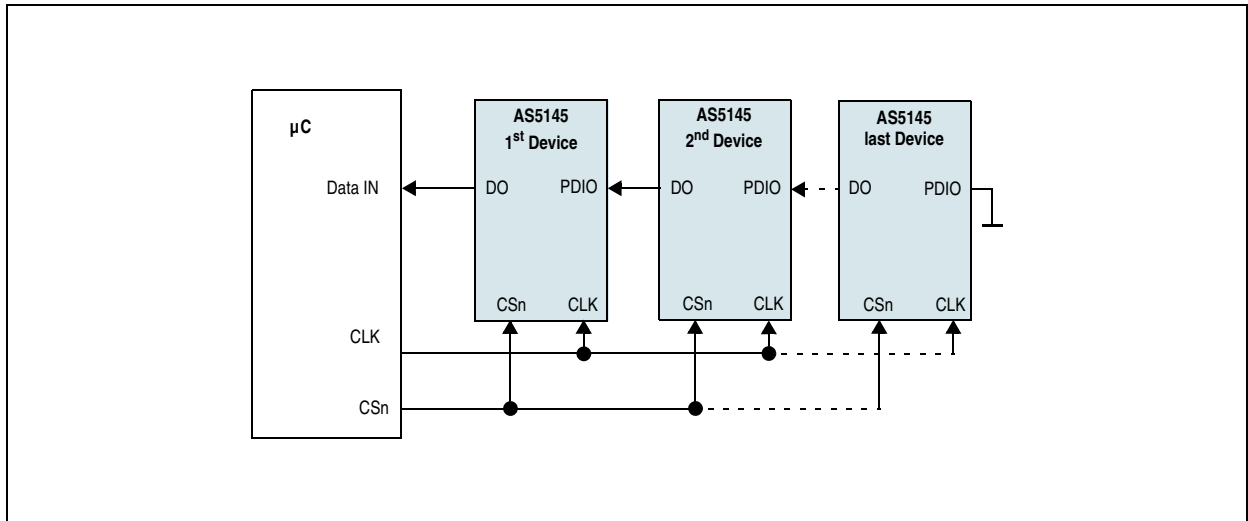 µC
Data IN
CLK
CSn
AS5145
1st Device
DO PDIO
CSn CLK
AS5145
2nd Device
DO PDIO
CSn CLK
AS5145
last Device
DO PDIO
CSn CLK